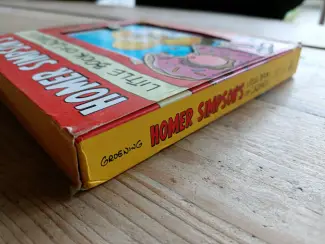 HOMER SIMPSON'S
LITTLE BOOK OF
GROENING
HOMER SIMPSON'S